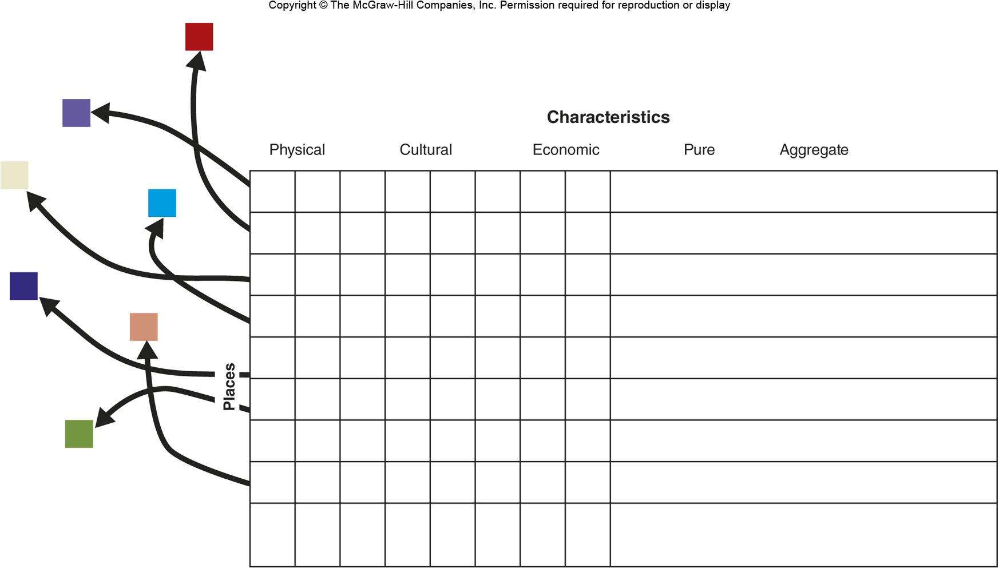 Copyright © The McGraw-Hill Companies, Inc. Permission required for reproduction or display
Characteristics
Physical Cultural Economic Pure Aggregate
Places